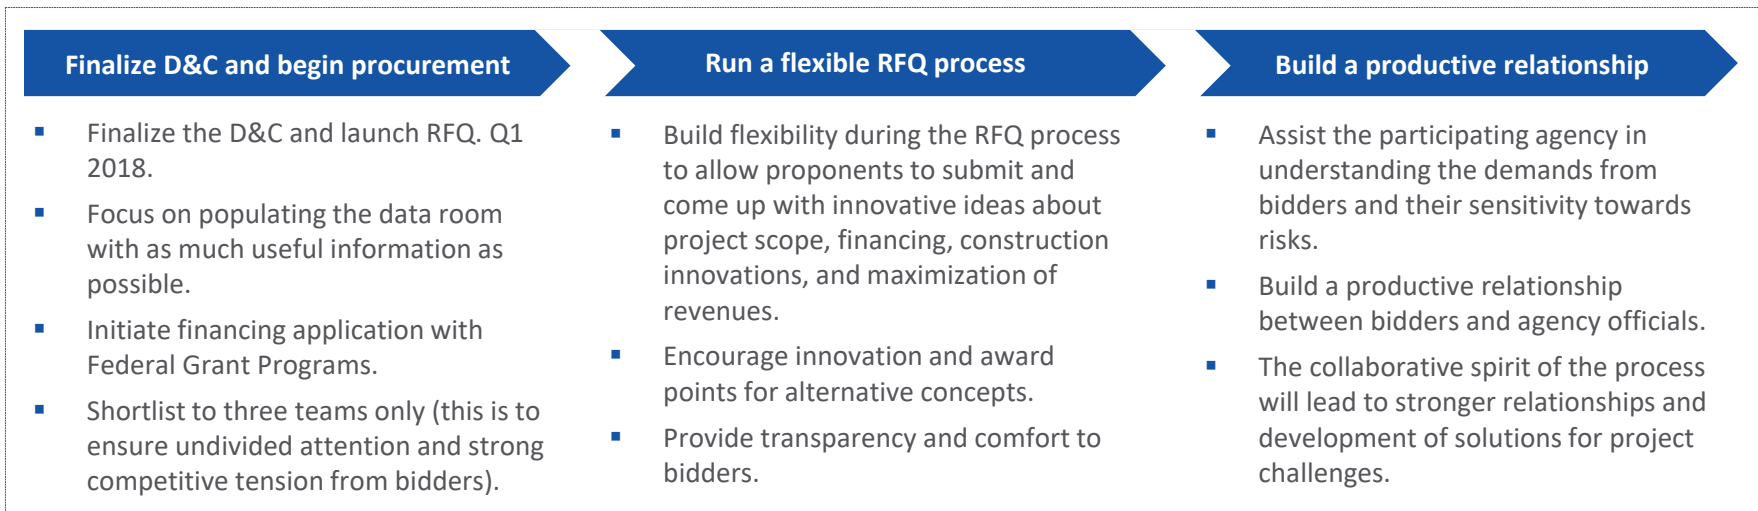 Finalize D&C and begin procurement
▪ Finalize the D&C and launch RFQ. Q1
2018.
▪ Focus on populating the data room
with as much useful information as
possible.
▪ Initiate financing application with
Federal Grant Programs.
▪ Shortlist to three teams only (this is to
ensure undivided attention and strong
competitive tension from bidders).
Run a flexible RFQ process
▪ Build flexibility during the RFQ process
to allow proponents to submit and
come up with innovative ideas about
project scope, financing, construction
innovations, and maximization of
revenues.
▪ Encourage innovation and award
points for alternative concepts.
▪ Provide transparency and comfort to
bidders.
Build a productive relationship
▪ Assist the participating agency in
understanding the demands from
bidders and their sensitivity towards
risks.
▪ Build a productive relationship
between bidders and agency officials.
▪ The collaborative spirit of the process
will lead to stronger relationships and
development of solutions for project
challenges.